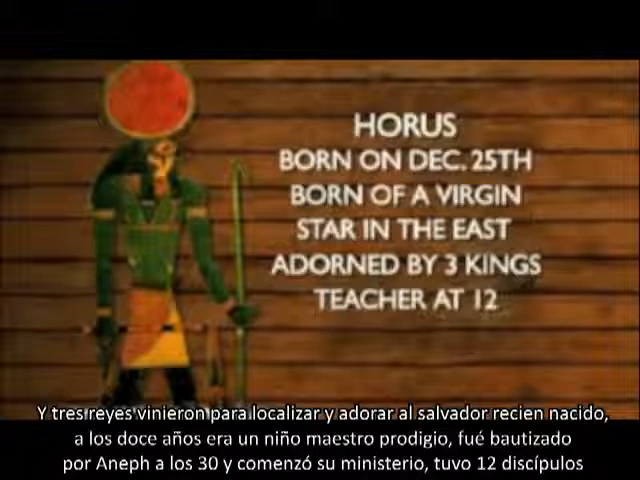 HORUS
BORN ON DEC. 25TH
BORN OF A VIRGIN
STAR IN THE EAST
ADORNED BY 3 KINGS
TEACHER AT 12
Y tres reyes vinieron para localizar y adorar al salvador recien nacido,
a los doce años era un niño maestro prodigio, fué bautizado
por Aneph a los 30 y comenzó su ministerio, tuvo 12 discípulos